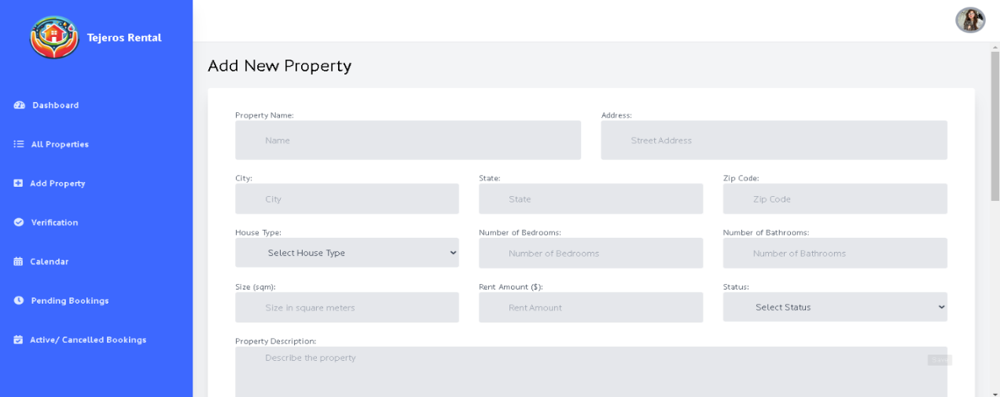 Tejeros Rental
Dashboard
All Properties
Add Property
Verification
Calendar
Pending Bookings
Active/ Cancelled Bookings
Add New Property
Property Name:
Address:
Name
Street Address
City:
State:
Zip Code:
City
State
Zip Code
House Type:
Number of Bedrooms:
Number of Bathrooms:
Select House Type
Number of Bedrooms
Number of Bathrooms
Size (sqm):
Rent Amount ($):
Status:
Size in square meters
Rent Amount
Select Status
Property Description:
Describe the property